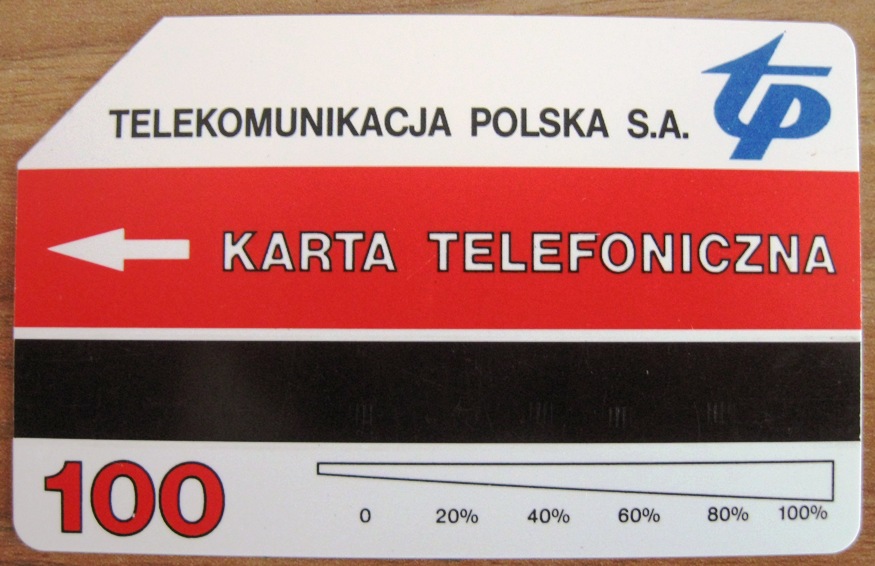 TELEKOMUNIKACJA POLSKA S.A.
tp
KARTA TELEFONICZNA
100
0 20% 40% 60% 80% 100%